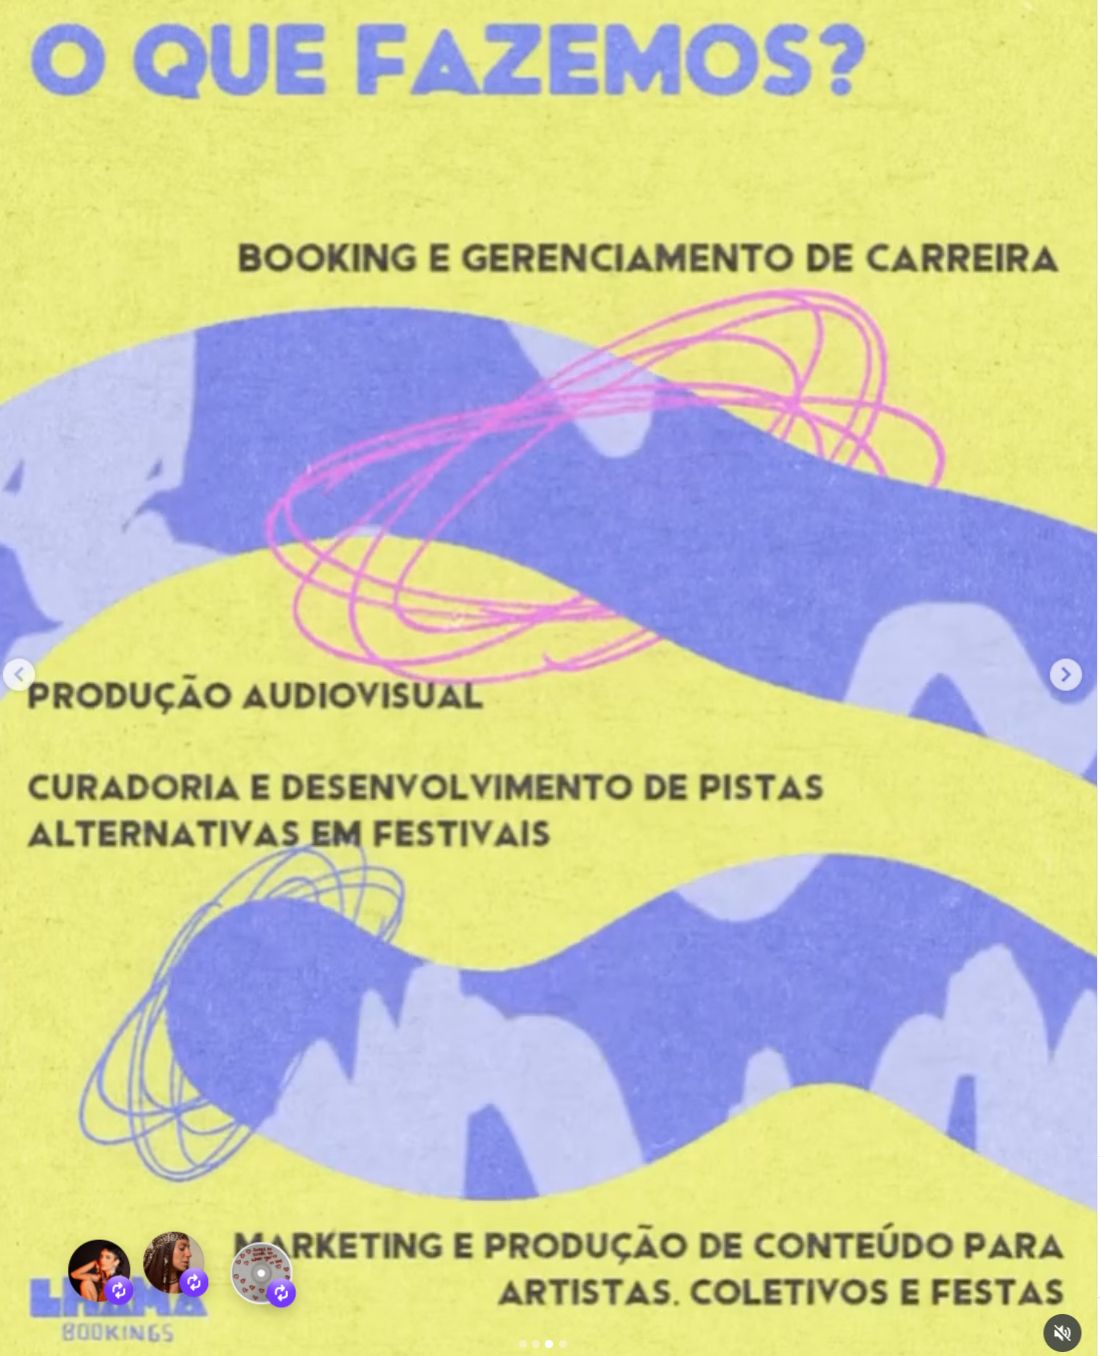 O QUE FAZEMOS?
BOOKING E GERENCIAMENTO DE CARREIRA
PRODUÇÃO AUDIOVISUAL
CURADORIA E DESENVOLVIMENTO DE PISTAS
ALTERNATIVAS EM FESTIVAIS
MARKETING E PRODUÇÃO DE CONTEÚDO PARA
ARTISTAS. COLETIVOS E FESTAS
LHAMA
BOOKINGS